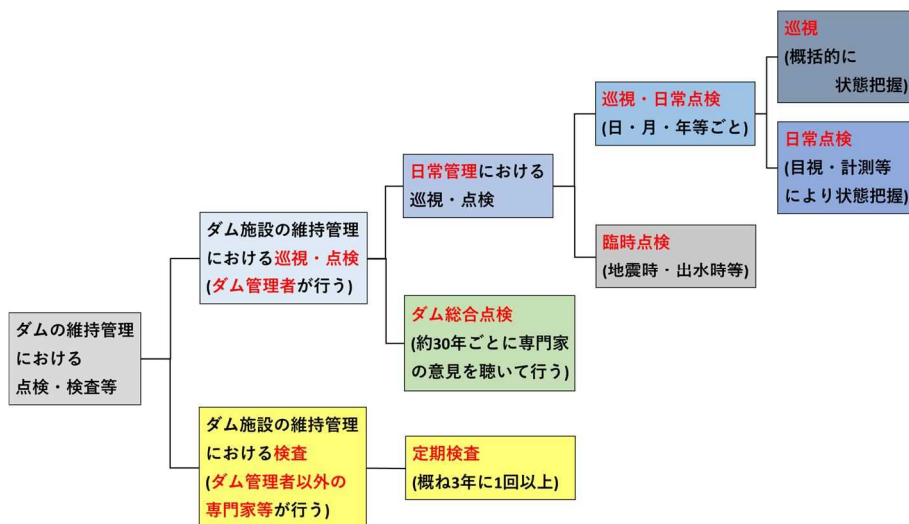 ダムの維持管理
における
点検・検査等
ダム施設の維持管理
における巡視・点検
(ダム管理者が行う)
ダム施設の維持管理
における検査
(ダム管理者以外の
専門家等が行う)
日常管理における
巡視・点検
ダム総合点検
(約30年ごとに専門家
の意見を聴いて行う)
定期検査
(概ね3年に1回以上)
巡視・日常点検
(日・月・年等ごと)
臨時点検
(地震時・出水時等)
巡視
(概括的に
状態把握)
日常点検
(目視・計測等
により状態把握)